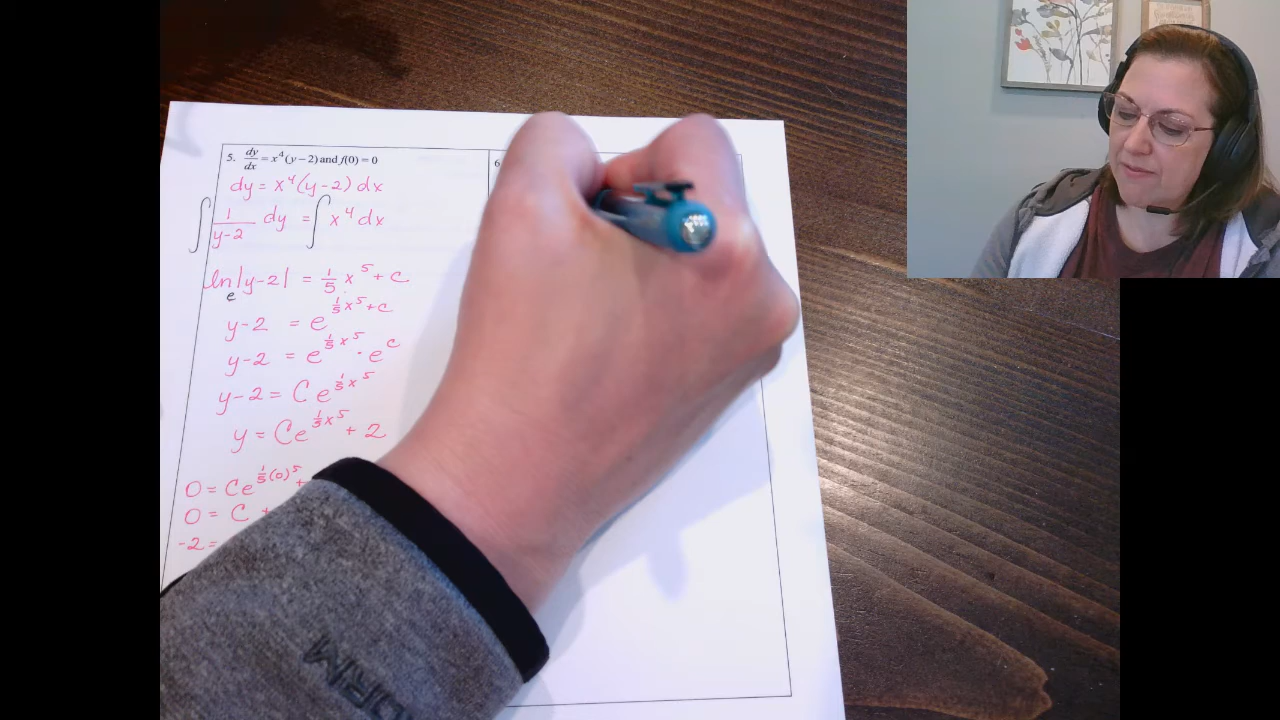 5. dy/dx = x⁴(y−2) and f(0) = 0
dy = x⁴(y−2) dx
∫ 1/(y−2) dy = ∫ x⁴ dx
ln|y−2| = 1/5 x⁵ + c
e
y−2 = e^(1/5 x⁵ + c)
y−2 = e^(1/5 x⁵) · e^c
y−2 = Ce^(1/5 x⁵)
y = Ce^(1/5 x⁵) + 2
0 = Ce^(1/5 (0)⁵) +
0 = C +
-2 =
6